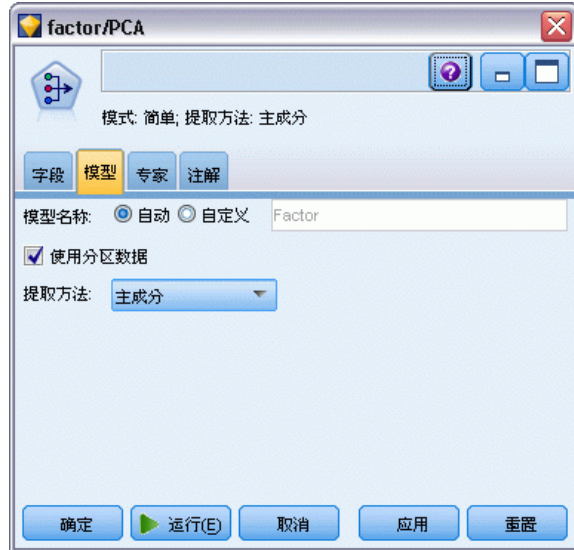 factor/PCA
模式: 简单; 提取方法: 主成分
字段 模型 专家 注解
模型名称: 自动 自定义 Factor
使用分区数据
提取方法: 主成分
确定 运行(E) 取消 应用 重置